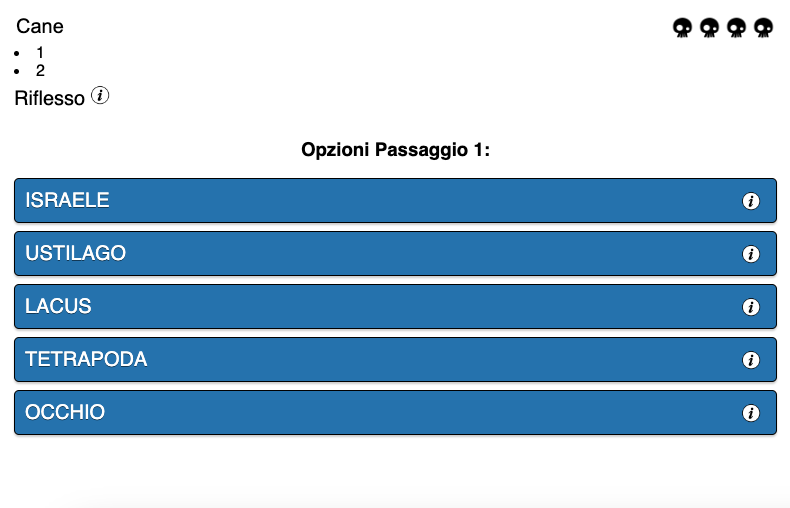 Cane
1
2
Riflesso
Opzioni Passaggio 1:
ISRAELE
USTILAGO
LACUS
TETRAPODA
OCCHIO